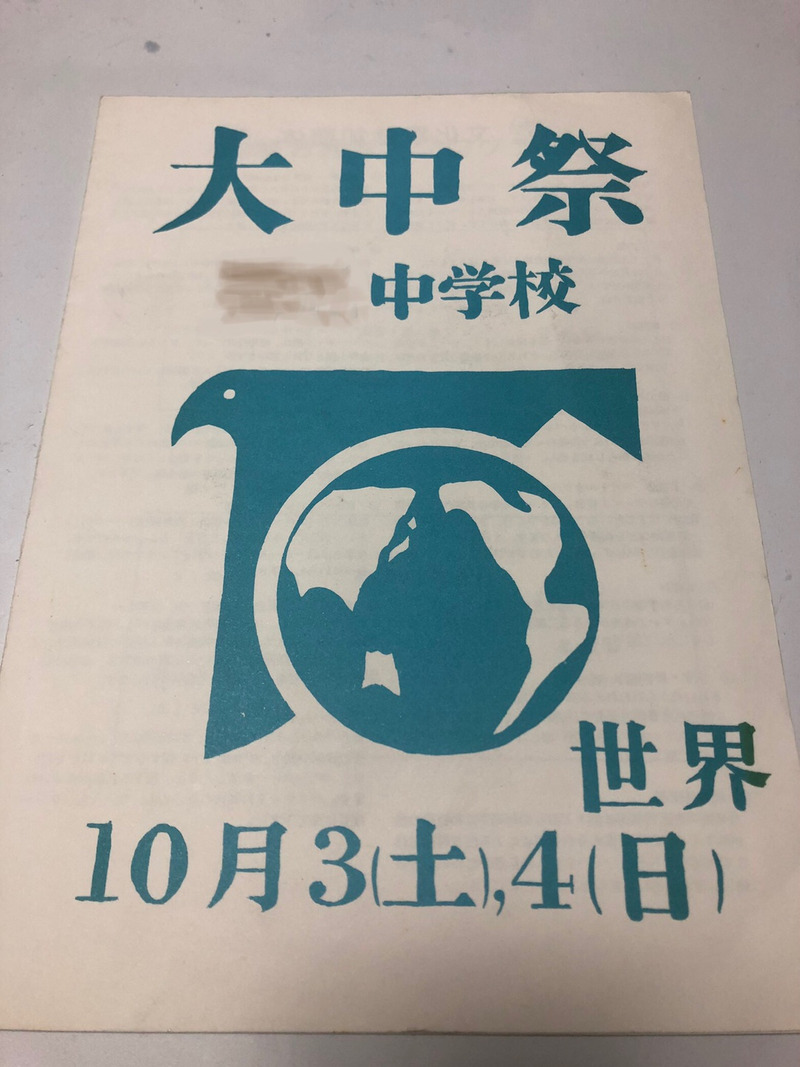 大中祭
中学校
世界
10月3(土),4(日)